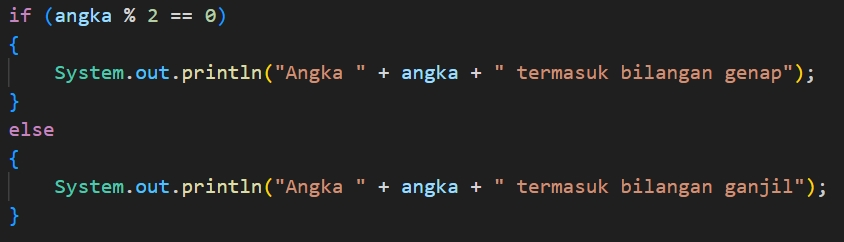 if (angka % 2 == 0)
{
    System.out.println("Angka " + angka + " termasuk bilangan genap");
}
else
{
    System.out.println("Angka " + angka + " termasuk bilangan ganjil");
}